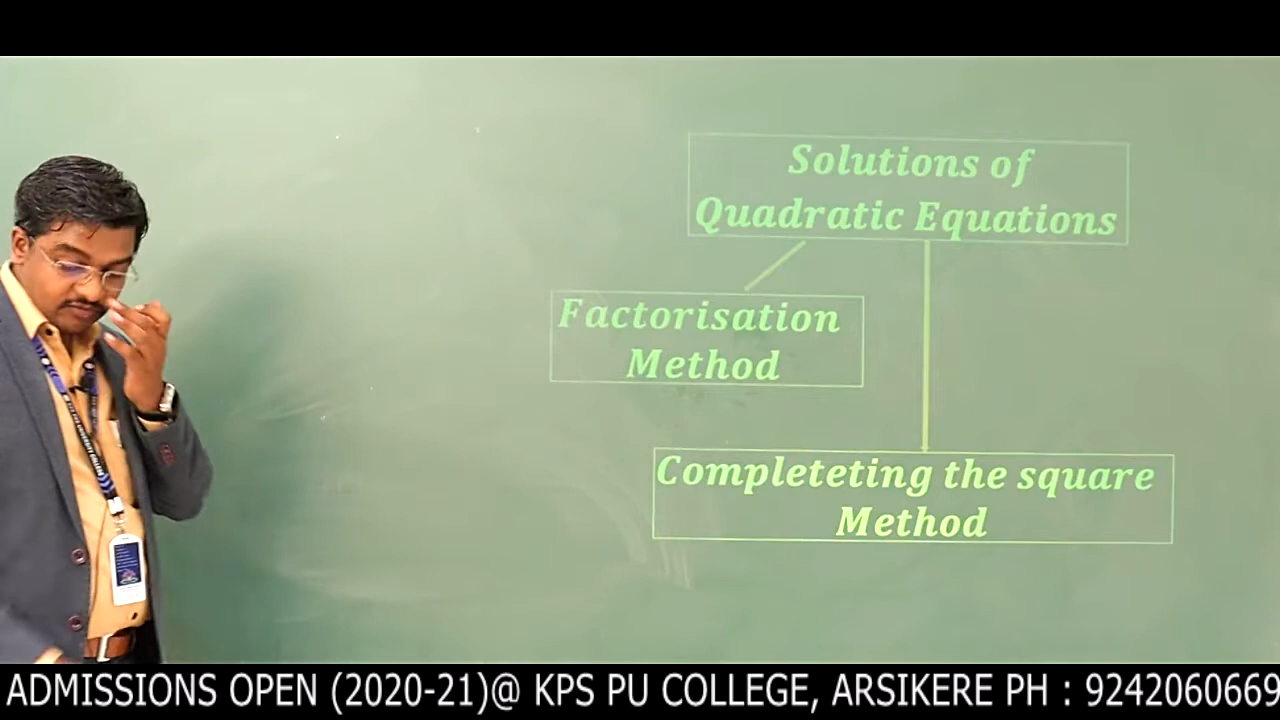 Solutions of
Quadratic Equations
Factorisation
Method
Completeting the square
Method
ADMISSIONS OPEN (2020-21)@ KPS PU COLLEGE, ARSIKERE PH : 9242060669